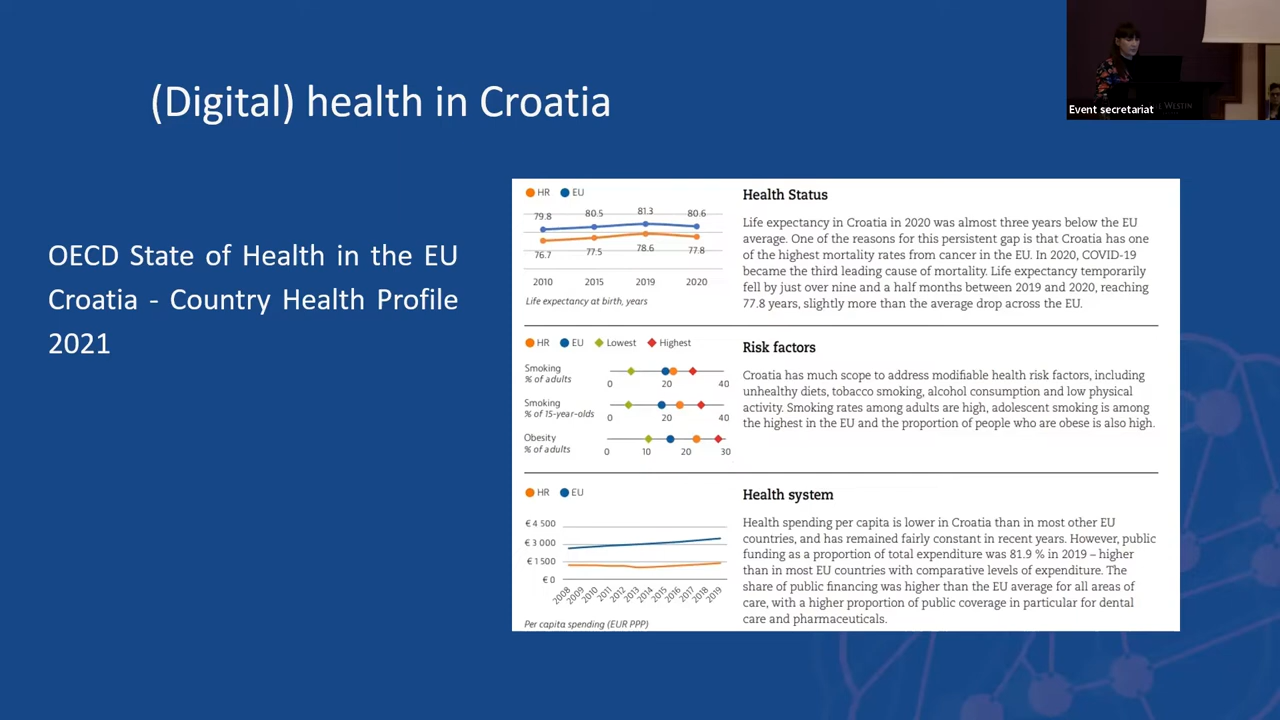 (Digital) health in Croatia
Event secretariat
WESTIN
OECD State of Health in the EU
Croatia - Country Health Profile
2021
HR EU
79.8 80.5 81.3 80.6
76.7 77.5 78.6 77.8
2010 2015 2019 2020
Life expectancy at birth, years
Health Status
Life expectancy in Croatia in 2020 was almost three years below the EU
average. One of the reasons for this persistent gap is that Croatia has one
of the highest mortality rates from cancer in the EU. In 2020, COVID-19
became the third leading cause of mortality. Life expectancy temporarily
fell by just over nine and a half months between 2019 and 2020, reaching
77.8 years, slightly more than the average drop across the EU.
HR EU Lowest Highest
Smoking
% of adults
0 20 40
Smoking
% of 15-year-olds
0 20 40
Obesity
% of adults
0 10 20 30
Risk factors
Croatia has much scope to address modifiable health risk factors, including
unhealthy diets, tobacco smoking, alcohol consumption and low physical
activity. Smoking rates among adults are high, adolescent smoking is among
the highest in the EU and the proportion of people who are obese is also high.
HR EU
€ 4 500
€ 3 000
€ 1 500
€ 0
2008 2009 2010 2011 2012 2013 2014 2015 2016 2017 2018 2019
Per capita spending (EUR PPP)
Health system
Health spending per capita is lower in Croatia than in most other EU
countries, and has remained fairly constant in recent years. However, public
funding as a proportion of total expenditure was 81.9 % in 2019 – higher
than in most EU countries with comparative levels of expenditure. The
share of public financing was higher than the EU average for all areas of
care, with a higher proportion of public coverage in particular for dental
care and pharmaceuticals.